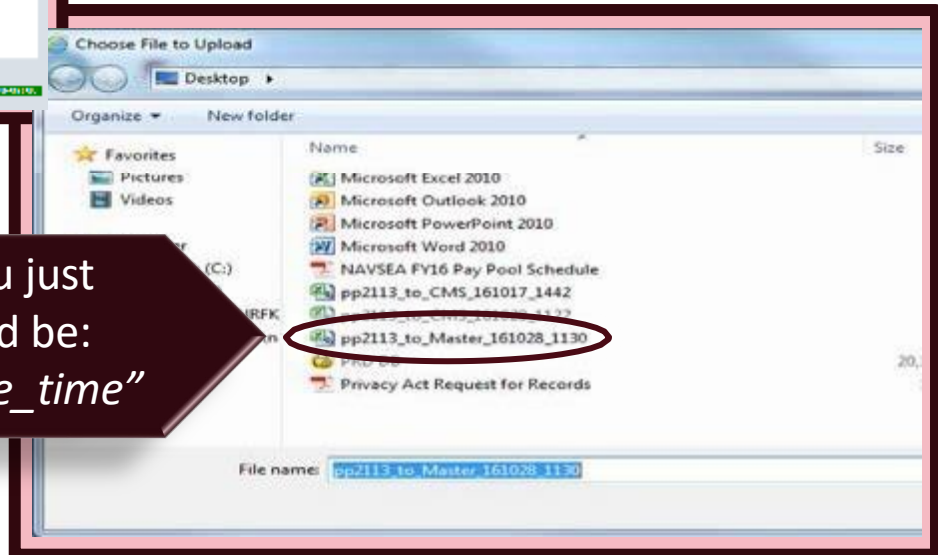 Choose File to Upload
Desktop
Organize New folder
Favorites
Pictures
Videos
Name Size
Microsoft Excel 2010
Microsoft Outlook 2010
Microsoft PowerPoint 2010
Microsoft Word 2010
NAVSEA FY16 Pay Pool Schedule
pp2113_to_CMS_161017_1442
pp2113_to_Master_161028_1130
Privacy Act Request for Records
(C:)
u just
d be:
e_time”
20,
File name: pp2113_to_Master_161028_1130